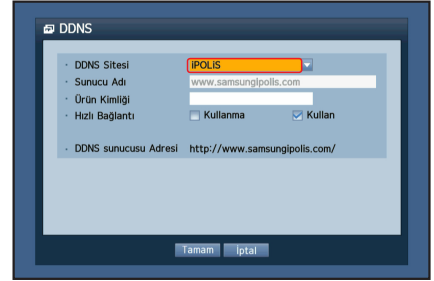 DDNS
DDNS Sitesi iPOLiS
Sunucu Adı www.samsungipolis.com
Ürün Kimliği
Hızlı Bağlantı Kullanma Kullan
DDNS sunucusu Adresi http://www.samsungipolis.com/
Tamam İptal